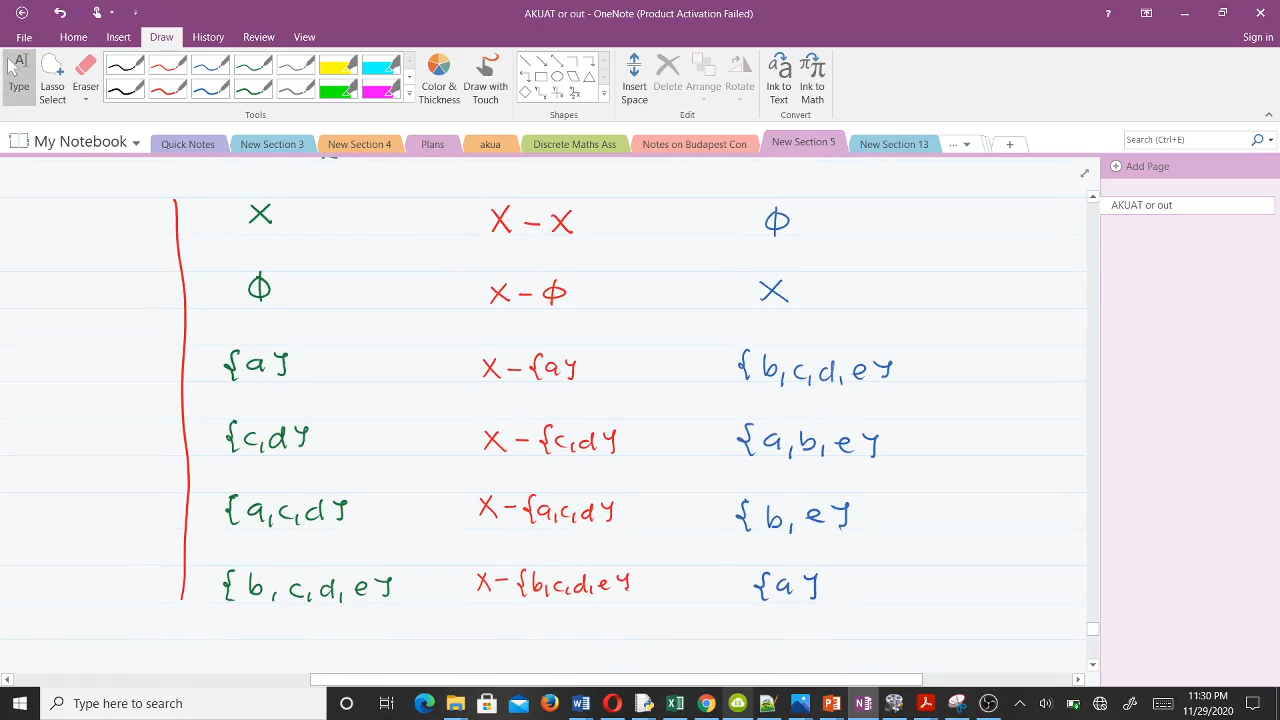 AKUAT or out - OneNote (Product Activation Failed)
File Home Insert Draw History Review View Sign in
Type Lasso Select Eraser Color & Thickness Draw with Touch Insert Space Delete Arrange Rotate Ink to Text Ink to Math
Tools Shapes Edit Convert
My Notebook Quick Notes New Section 3 New Section 4 Plans akua Discrete Maths Ass Notes on Budapest Con New Section 5 New Section 13 ... Search (Ctrl+E)
Add Page
AKUAT or out
X X - X ϕ
ϕ X - ϕ X
{a} X - {a} {b, c, d, e}
{c, d} X - {c, d} {a, b, e}
{a, c, d} X - {a, c, d} {b, e}
{b, c, d, e} X - {b, c, d, e} {a}
Type here to search 11:30 PM
11/29/2020